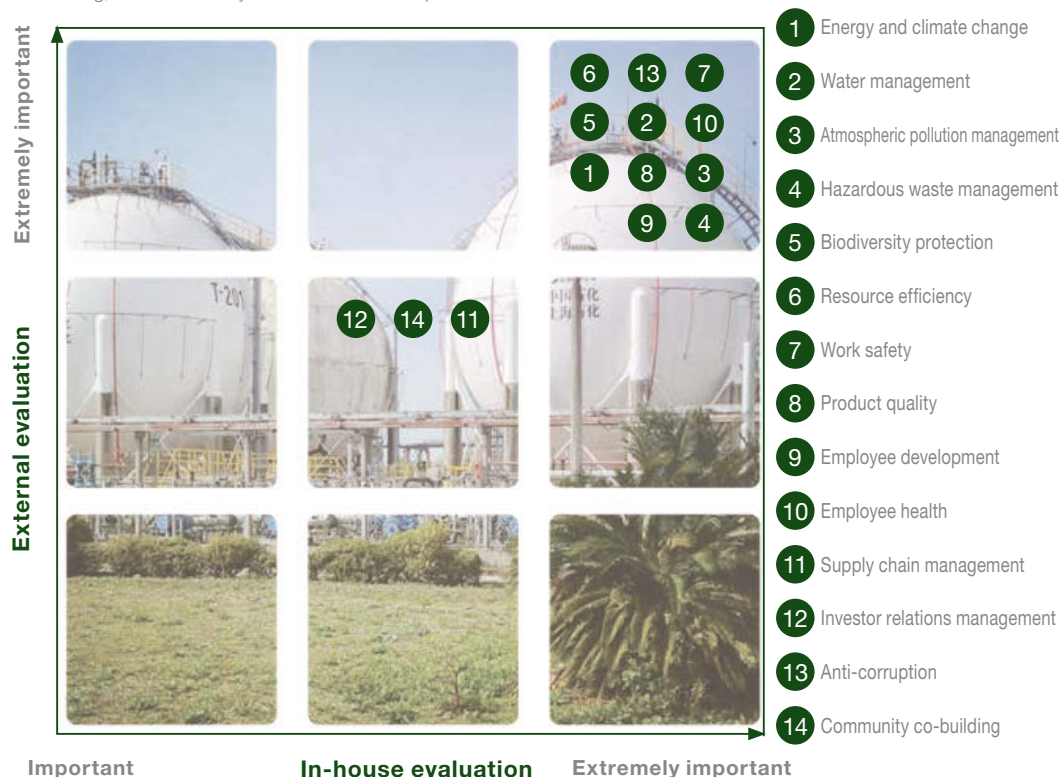 Extremely important
External evaluation
6 13 7
5 2 10
1 8 3
9 4
T-201
12 14 11
Important
In-house evaluation
Extremely important
1 Energy and climate change
2 Water management
3 Atmospheric pollution management
4 Hazardous waste management
5 Biodiversity protection
6 Resource efficiency
7 Work safety
8 Product quality
9 Employee development
10 Employee health
11 Supply chain management
12 Investor relations management
13 Anti-corruption
14 Community co-building